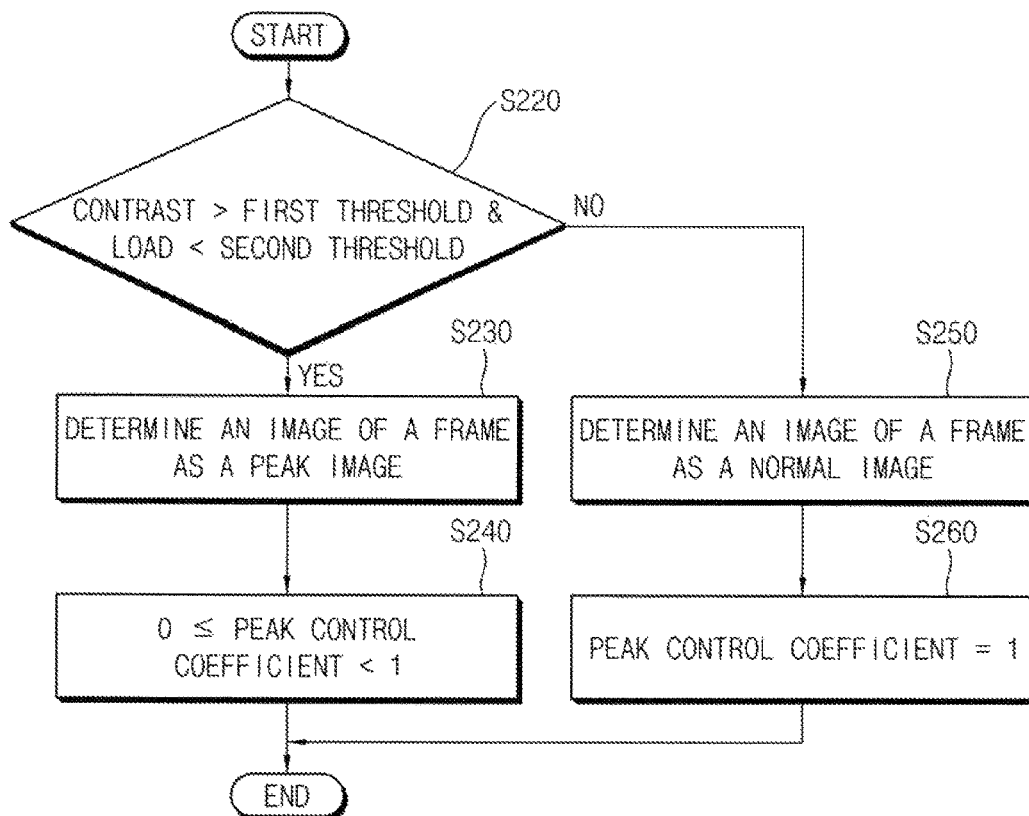 START
S220
CONTRAST > FIRST THRESHOLD &
LOAD < SECOND THRESHOLD
NO
YES
S230
DETERMINE AN IMAGE OF A FRAME
AS A PEAK IMAGE
S250
DETERMINE AN IMAGE OF A FRAME
AS A NORMAL IMAGE
S240
0 ≤ PEAK CONTROL
COEFFICIENT < 1
S260
PEAK CONTROL COEFFICIENT = 1
END